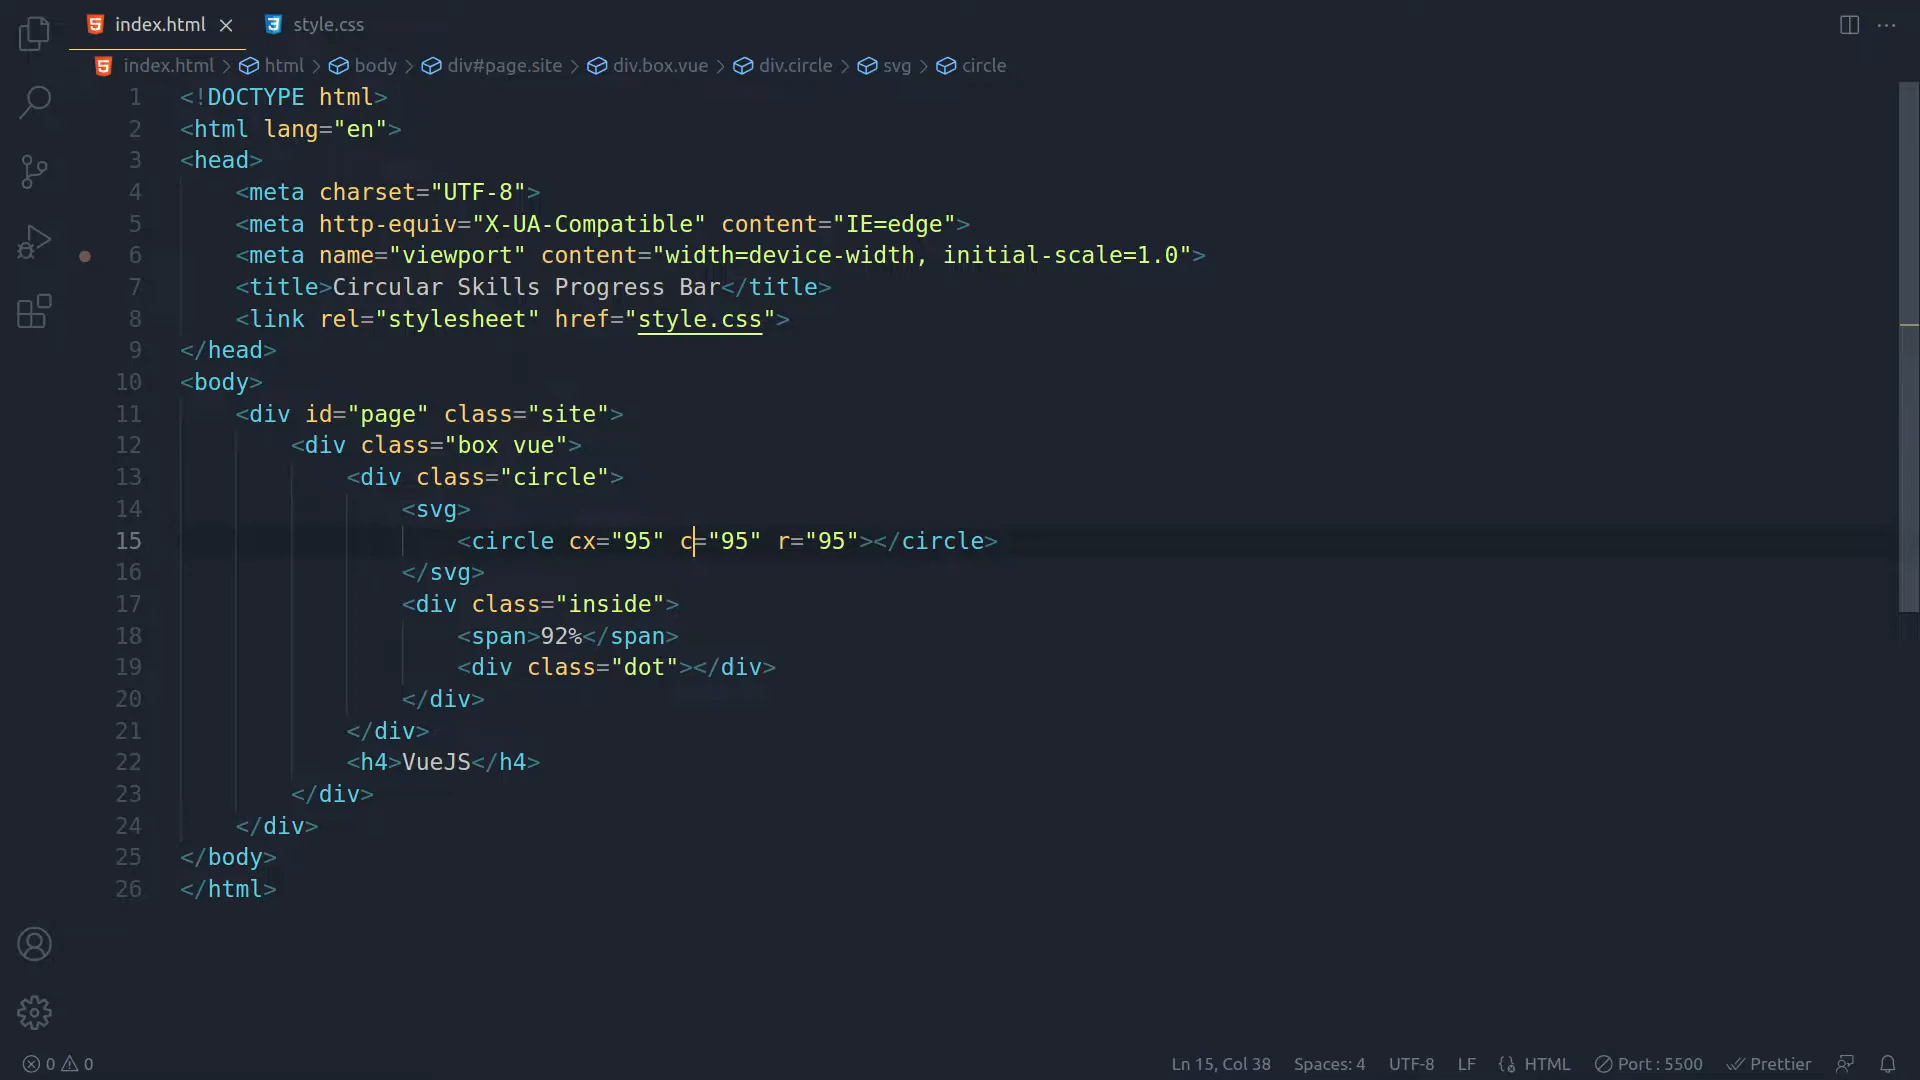 index.html
style.css
index.html > html > body > div#page.site > div.box.vue > div.circle > svg > circle
1 <!DOCTYPE html>
2 <html lang="en">
3 <head>
4 <meta charset="UTF-8">
5 <meta http-equiv="X-UA-Compatible" content="IE=edge">
6 <meta name="viewport" content="width=device-width, initial-scale=1.0">
7 <title>Circular Skills Progress Bar</title>
8 <link rel="stylesheet" href="style.css">
9 </head>
10 <body>
11 <div id="page" class="site">
12 <div class="box vue">
13 <div class="circle">
14 <svg>
15 <circle cx="95" c="95" r="95"></circle>
16 </svg>
17 <div class="inside">
18 <span>92%</span>
19 <div class="dot"></div>
20 </div>
21 </div>
22 <h4>VueJS</h4>
23 </div>
24 </div>
25 </body>
26 </html>
0 0 Ln 15, Col 38 Spaces: 4 UTF-8 LF HTML Port : 5500 Prettier